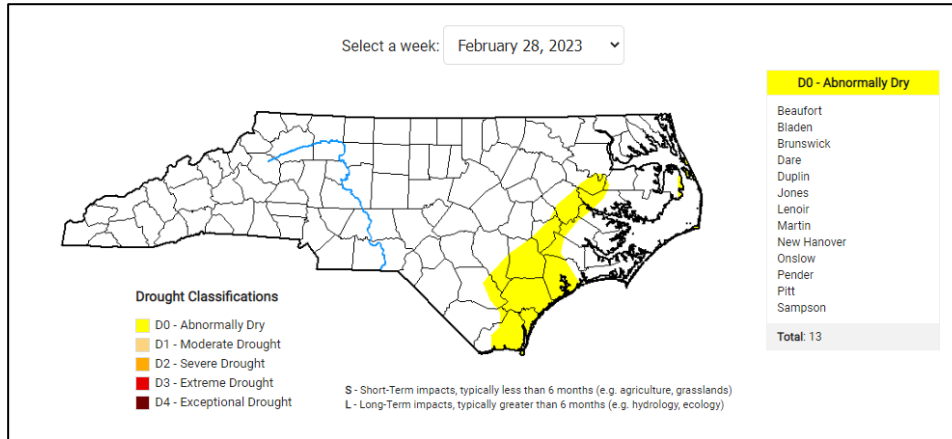 Select a week: February 28, 2023
D0 - Abnormally Dry
Beaufort
Bladen
Brunswick
Dare
Duplin
Jones
Lenoir
Martin
New Hanover
Onslow
Pender
Pitt
Sampson
Total: 13
Drought Classifications
D0 - Abnormally Dry
D1 - Moderate Drought
D2 - Severe Drought
D3 - Extreme Drought
D4 - Exceptional Drought
S - Short-Term impacts, typically less than 6 months (e.g. agriculture, grasslands)
L - Long-Term impacts, typically greater than 6 months (e.g. hydrology, ecology)